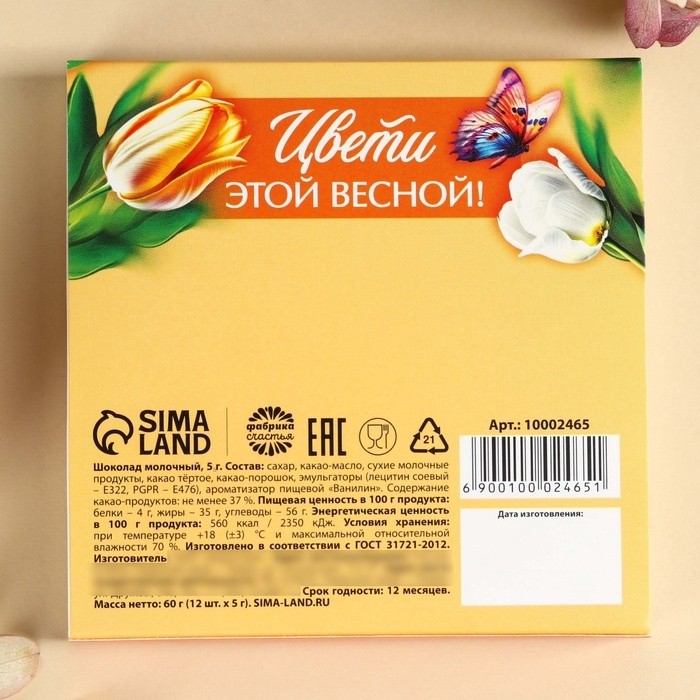 Цвети
ЭТОЙ ВЕСНОЙ!
SIMA
LAND
фабрика
счастья
EAC
21
Арт.: 10002465
6 900100 024651
Дата изготовления:
Шоколад молочный, 5 г. Состав: сахар, какао-масло, сухие молочные
продукты, какао тёртое, какао-порошок, эмульгаторы (лецитин соевый
– Е322, PGPR – Е476), ароматизатор пищевой «Ванилин». Содержание
какао-продуктов: не менее 37 %. Пищевая ценность в 100 г продукта:
белки – 4 г, жиры – 35 г, углеводы – 56 г. Энергетическая ценность
в 100 г продукта: 560 ккал / 2350 кДж. Условия хранения:
при температуре +18 (±3) °С и максимальной относительной
влажности 70 %. Изготовлено в соответствии с ГОСТ 31721-2012.
Изготовитель
Срок годности: 12 месяцев.
Масса нетто: 60 г (12 шт. х 5 г). SIMA-LAND.RU